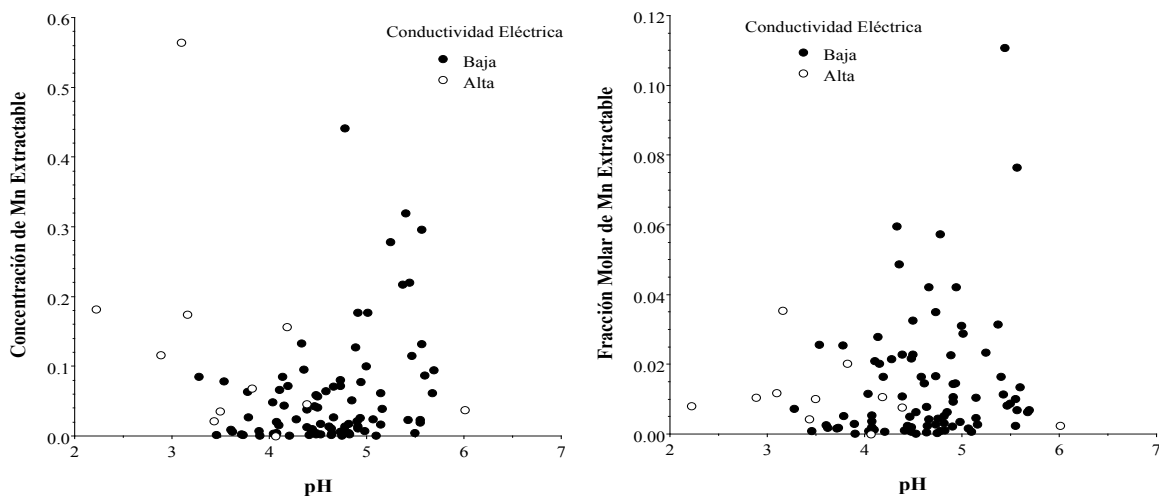 Concentración de Mn Extractable
0.6
0.5
0.4
0.3
0.2
0.1
0.0
2 3 4 5 6 7
pH
Conductividad Eléctrica
Baja
Alta
Fracción Molar de Mn Extractable
0.12
0.10
0.08
0.06
0.04
0.02
0.00
2 3 4 5 6 7
pH
Conductividad Eléctrica
Baja
Alta